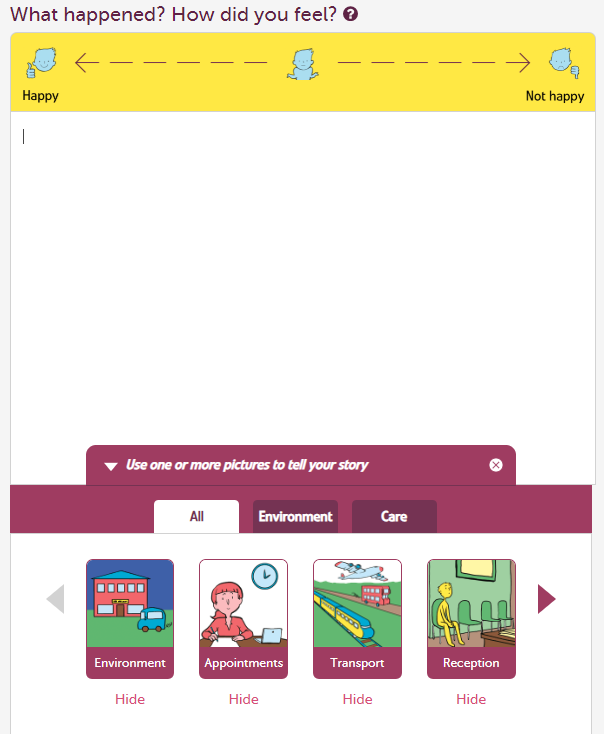 What happened? How did you feel? ?
Happy
Not happy
Use one or more pictures to tell your story
All Environment Care
Environment Appointments Transport Reception
Hide Hide Hide Hide